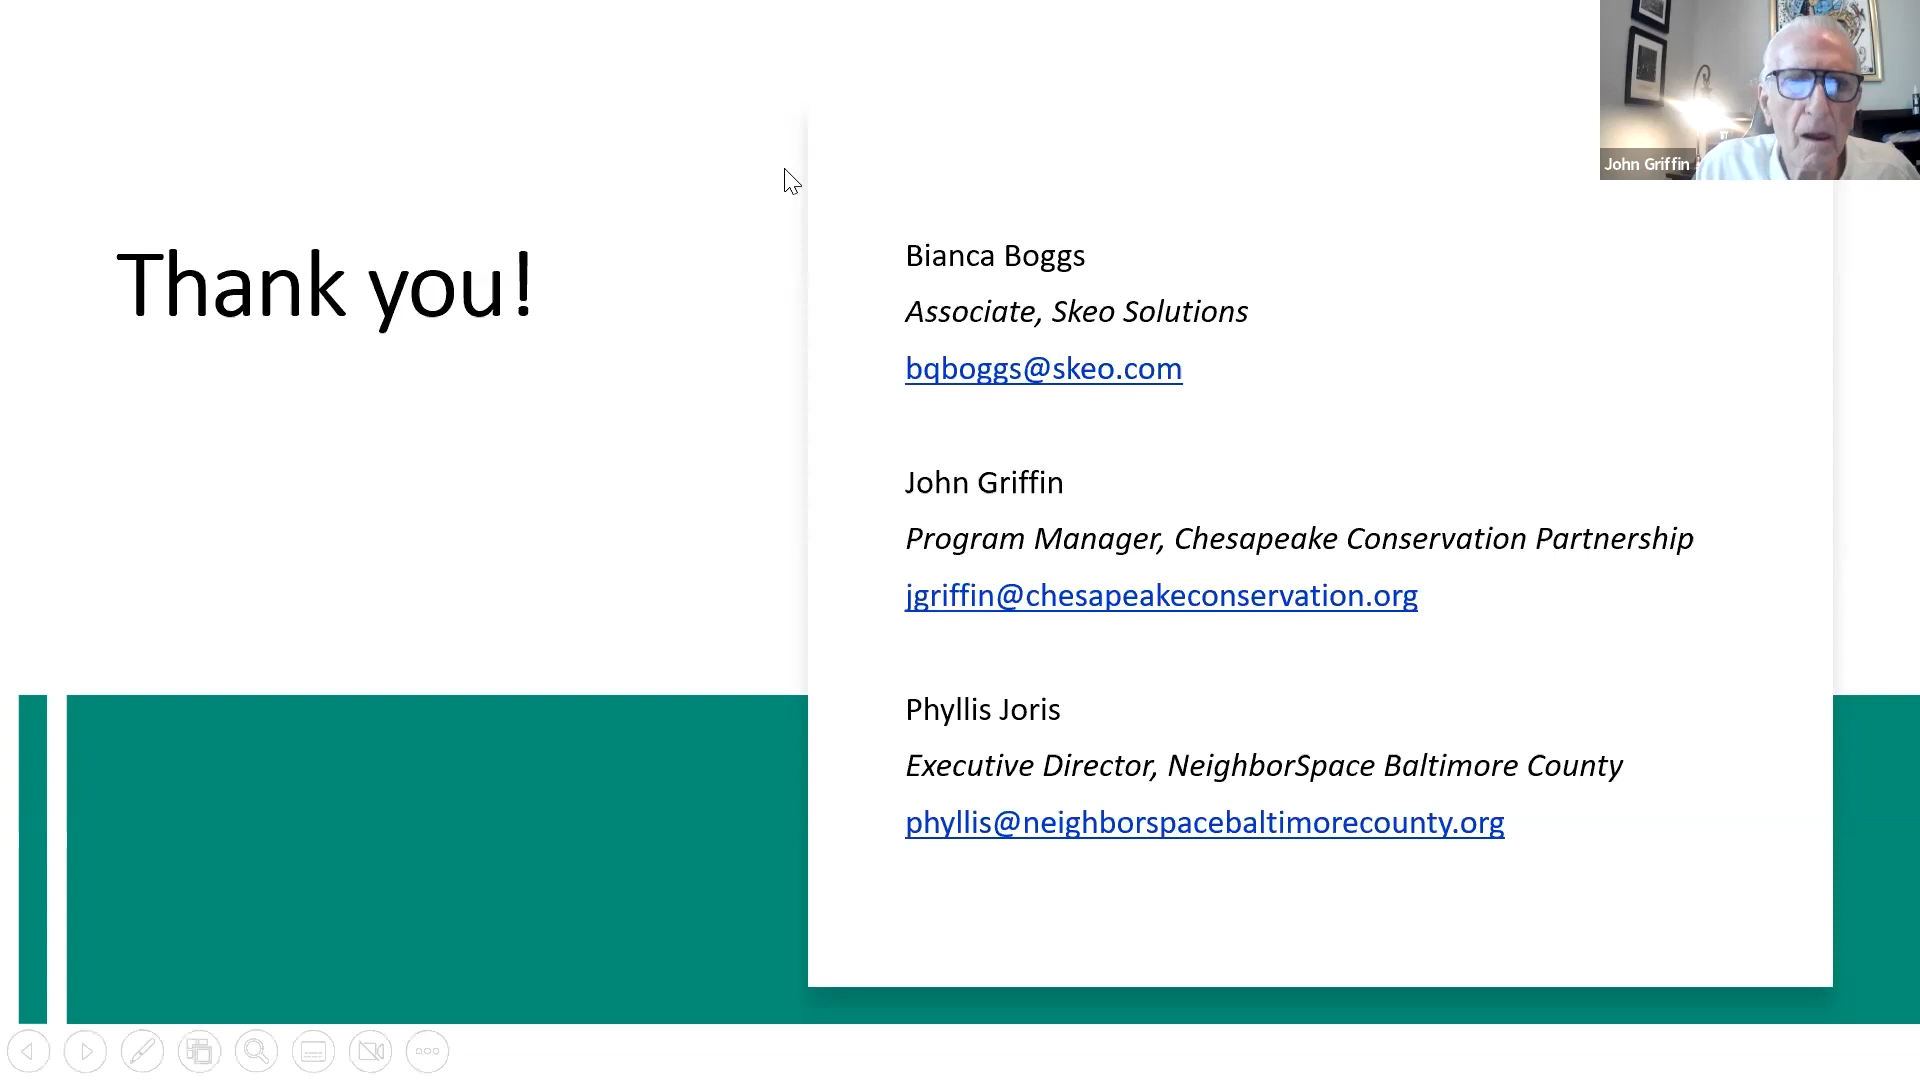 John Griffin
Thank you!
Bianca Boggs
Associate, Skeo Solutions
bqboggs@skeo.com
John Griffin
Program Manager, Chesapeake Conservation Partnership
jgriffin@chesapeakeconservation.org
Phyllis Joris
Executive Director, NeighborSpace Baltimore County
phyllis@neighborspacebaltimorecounty.org